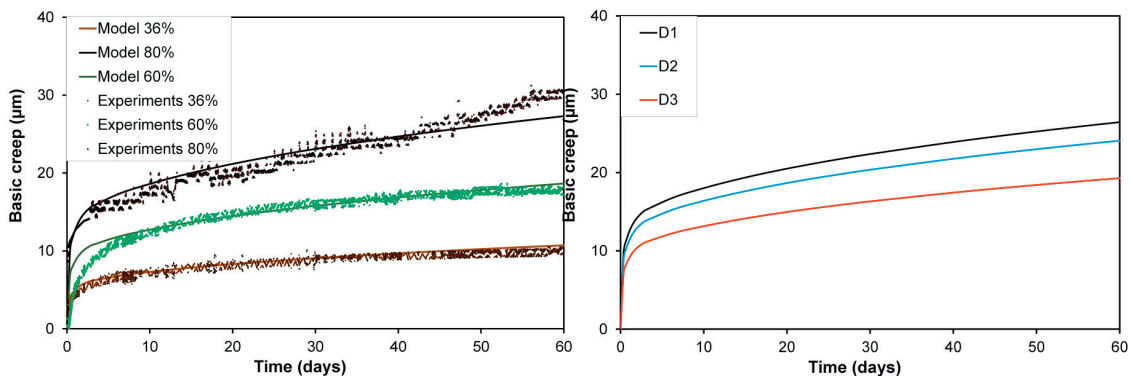 Basic creep (µm)
40
30
20
10
0
Model 36%
Model 80%
Model 60%
Experiments 36%
Experiments 60%
Experiments 80%
0 10 20 30 40 50 60
Time (days)
Basic creep (µm)
40
30
20
10
0
D1
D2
D3
0 10 20 30 40 50 60
Time (days)